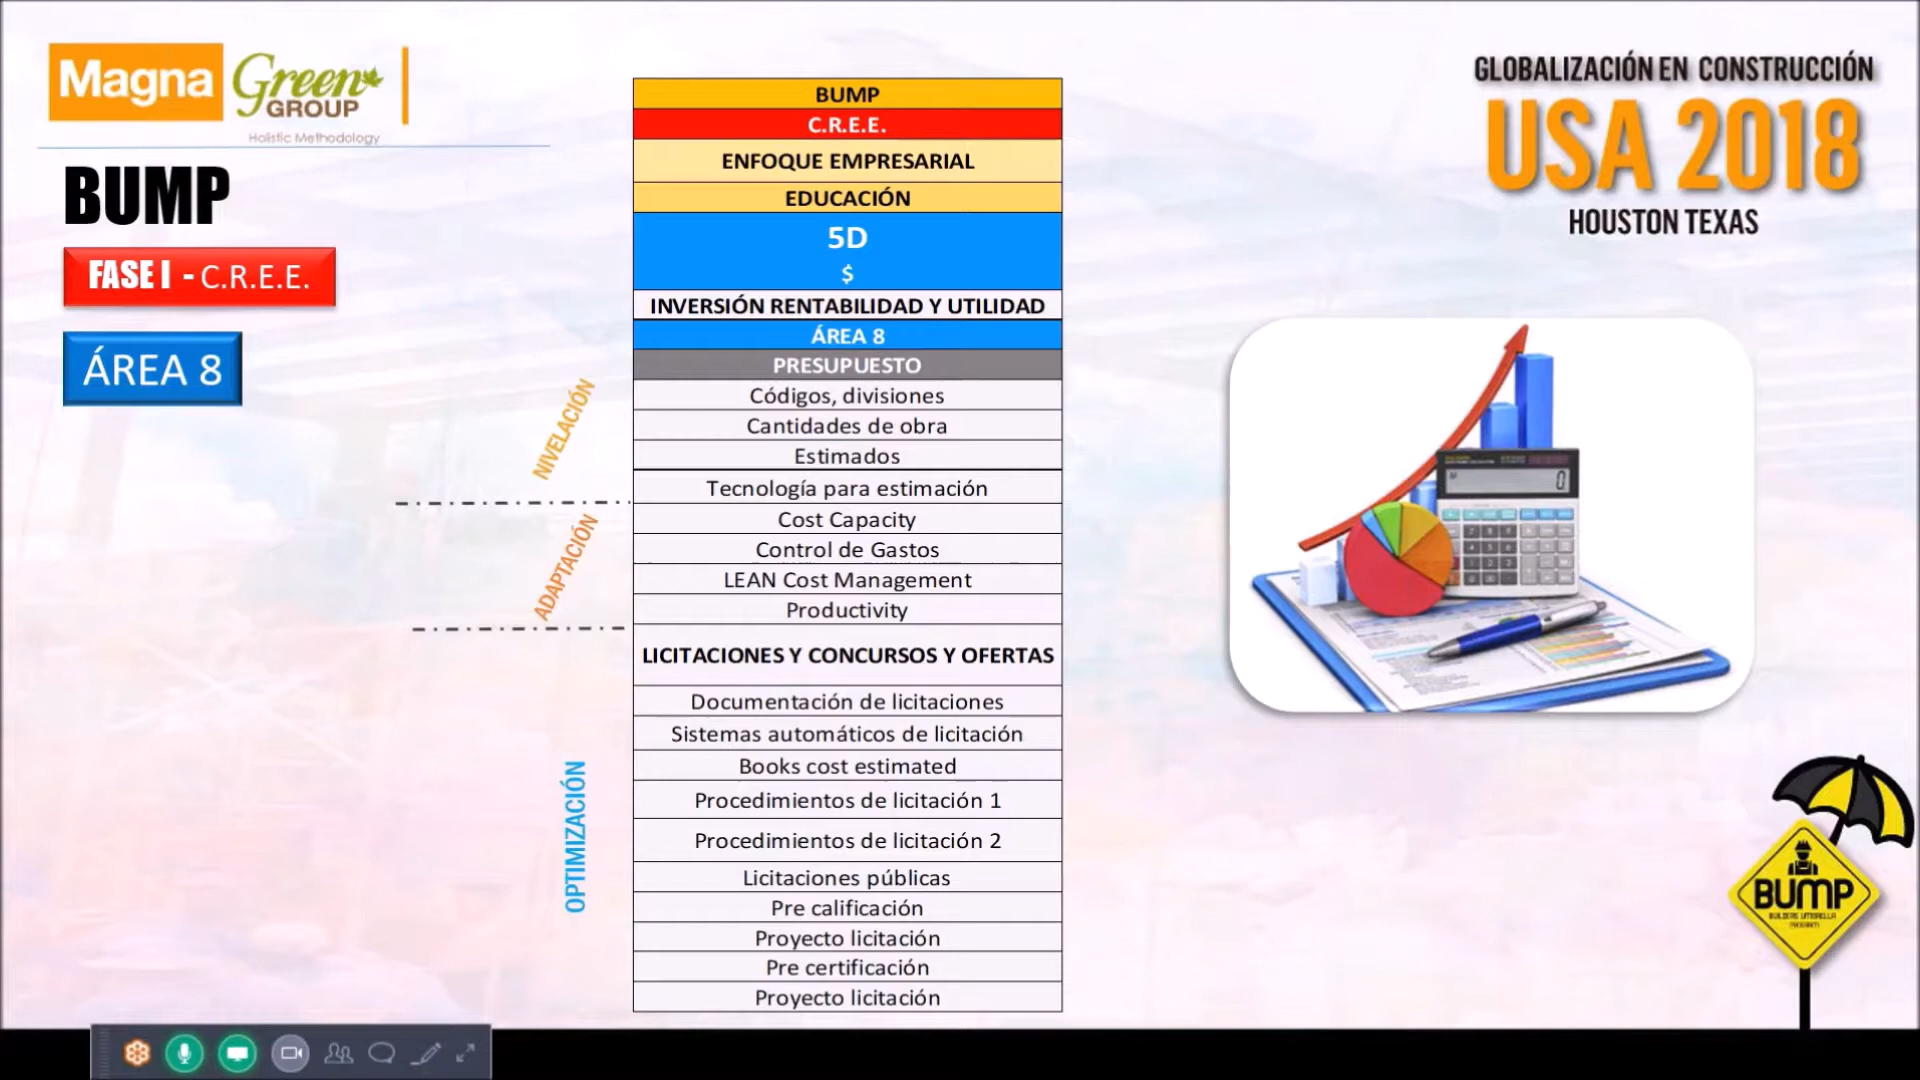 Magna
Green
GROUP
Holistic Methodology
BUMP
FASE I - C.R.E.E.
ÁREA 8
NIVELACIÓN
ADAPTACIÓN
OPTIMIZACIÓN
BUMP
C.R.E.E.
ENFOQUE EMPRESARIAL
EDUCACIÓN
5D
$
INVERSIÓN RENTABILIDAD Y UTILIDAD
ÁREA 8
PRESUPUESTO
Códigos, divisiones
Cantidades de obra
Estimados
Tecnología para estimación
Cost Capacity
Control de Gastos
LEAN Cost Management
Productivity
LICITACIONES Y CONCURSOS Y OFERTAS
Documentación de licitaciones
Sistemas automáticos de licitación
Books cost estimated
Procedimientos de licitación 1
Procedimientos de licitación 2
Licitaciones públicas
Pre calificación
Proyecto licitación
Pre certificación
Proyecto licitación
GLOBALIZACIÓN EN CONSTRUCCIÓN
USA 2018
HOUSTON TEXAS
0
BUMP
BUILDERS UMBRELLA
PROGRAM